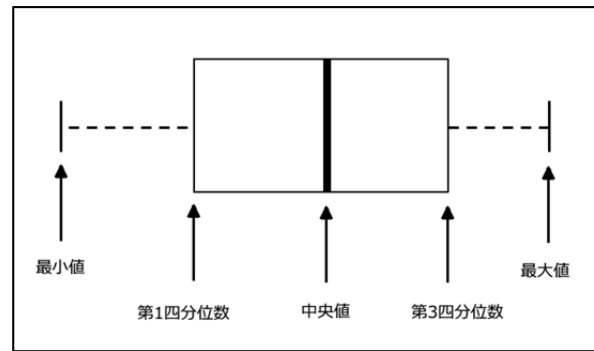 最小値
第1四分位数
中央値
第3四分位数
最大値